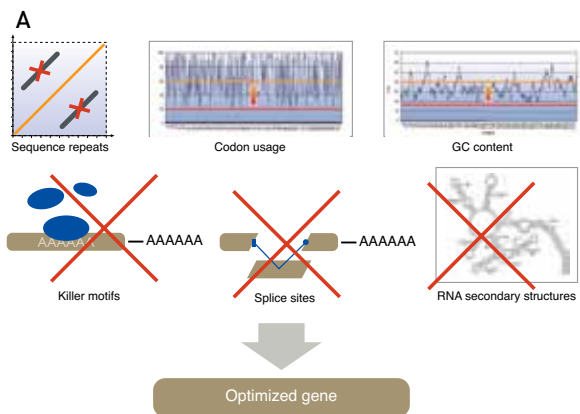 A
Sequence repeats
Codon usage
GC content
AAAAAA
AAAAAA
AAAAAA
Killer motifs
Splice sites
RNA secondary structures
Optimized gene